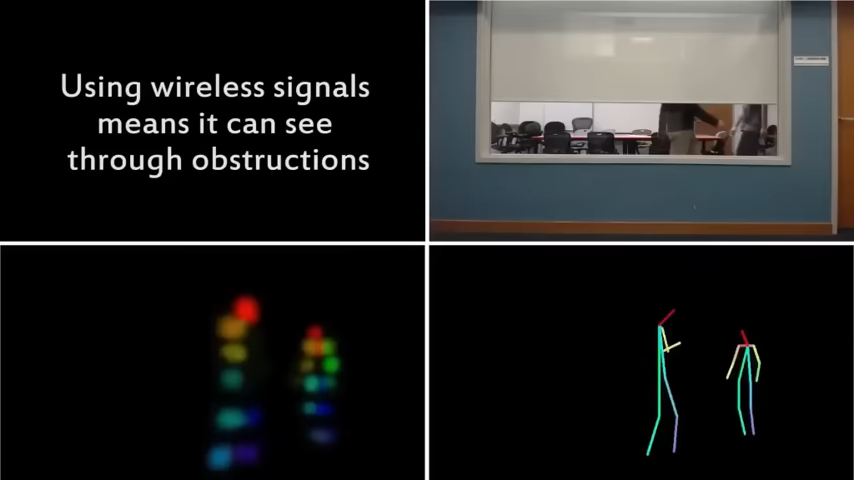 Using wireless signals
means it can see
through obstructions